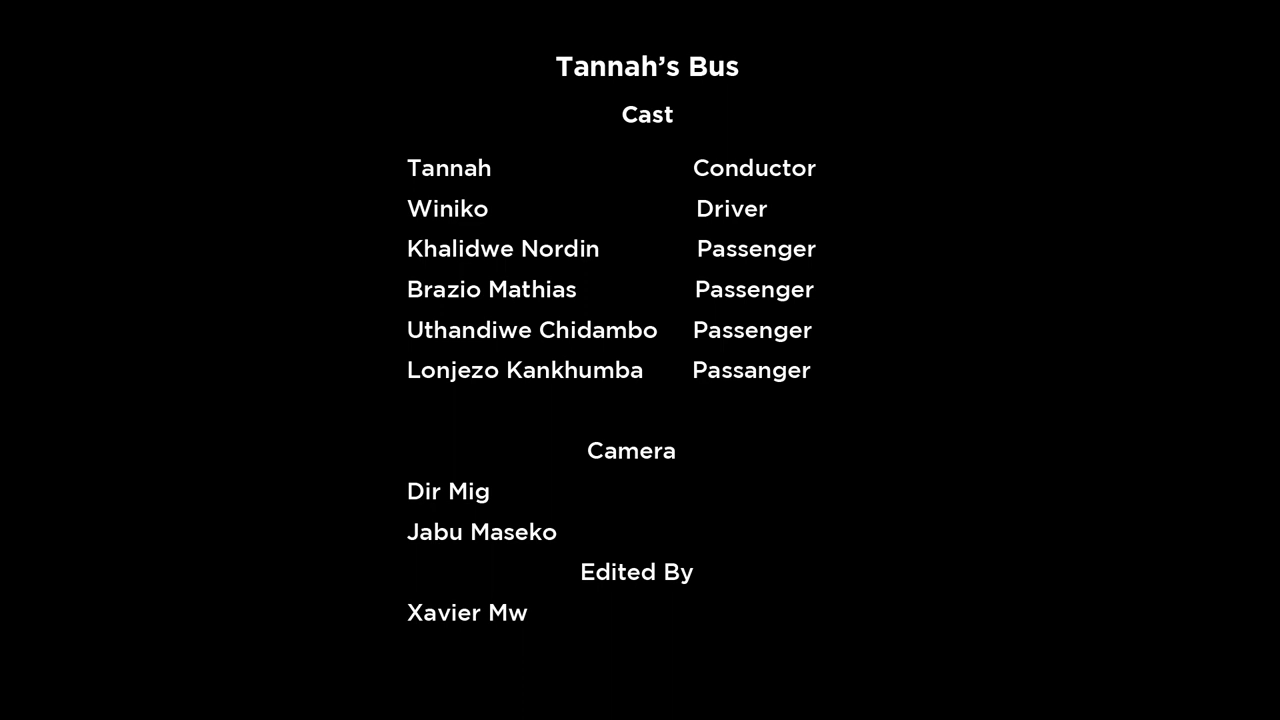 Tannah’s Bus
Cast
Tannah Conductor
Winiko Driver
Khalidwe Nordin Passenger
Brazio Mathias Passenger
Uthandiwe Chidambo Passenger
Lonjezo Kankhumba Passanger
Camera
Dir Mig
Jabu Maseko
Edited By
Xavier Mw